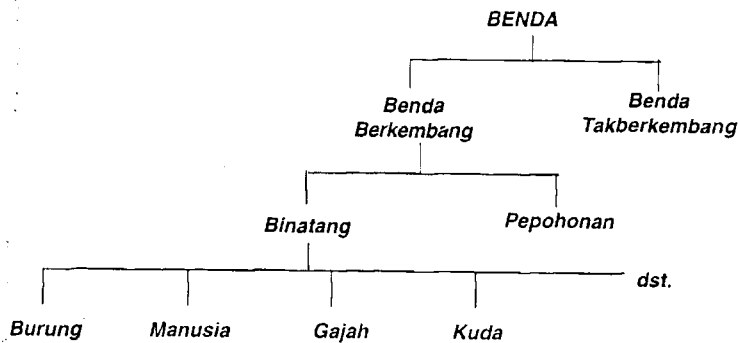 BENDA
Benda
Berkembang
Benda
Takberkembang
Binatang
Pepohonan
dst.
Burung
Manusia
Gajah
Kuda